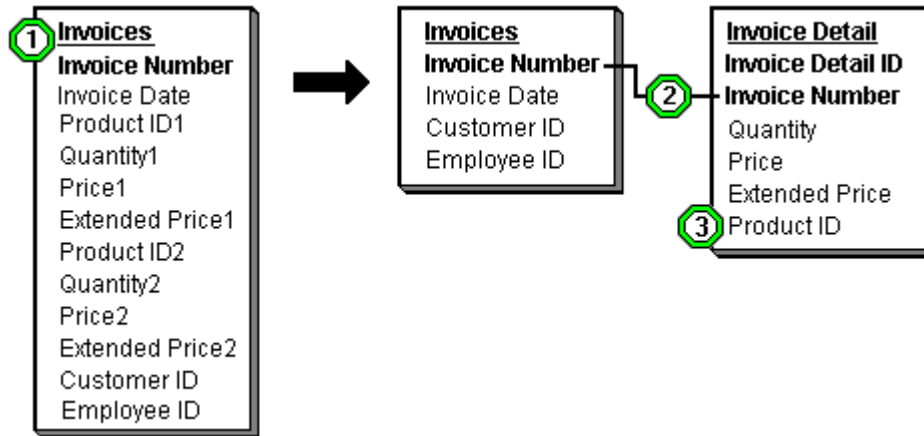 1
Invoices
Invoice Number
Invoice Date
Product ID1
Quantity1
Price1
Extended Price1
Product ID2
Quantity2
Price2
Extended Price2
Customer ID
Employee ID
Invoices
Invoice Number
Invoice Date
Customer ID
Employee ID
2
Invoice Detail
Invoice Detail ID
Invoice Number
Quantity
Price
Extended Price
3
Product ID